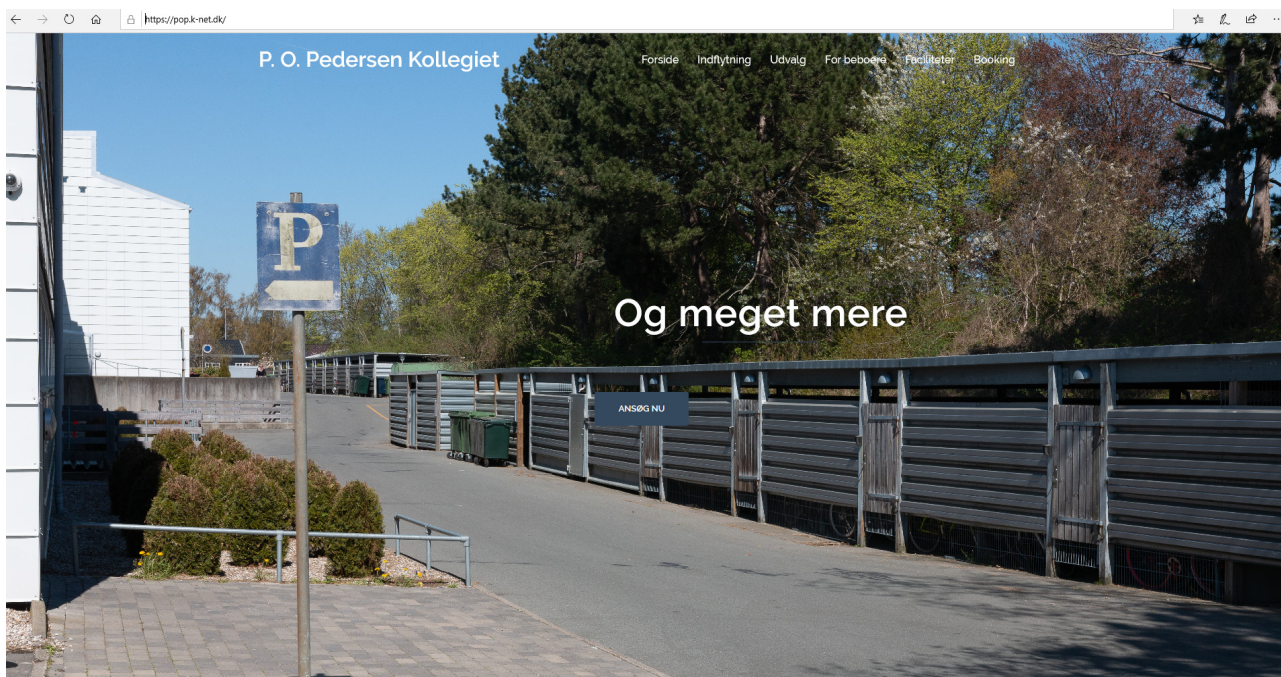 https://pop.k-net.dk/
P. O. Pedersen Kollegiet
Forside Indflytning Udvalg For beboere Faciliteter Booking
P
Og meget mere
ANSØG NU